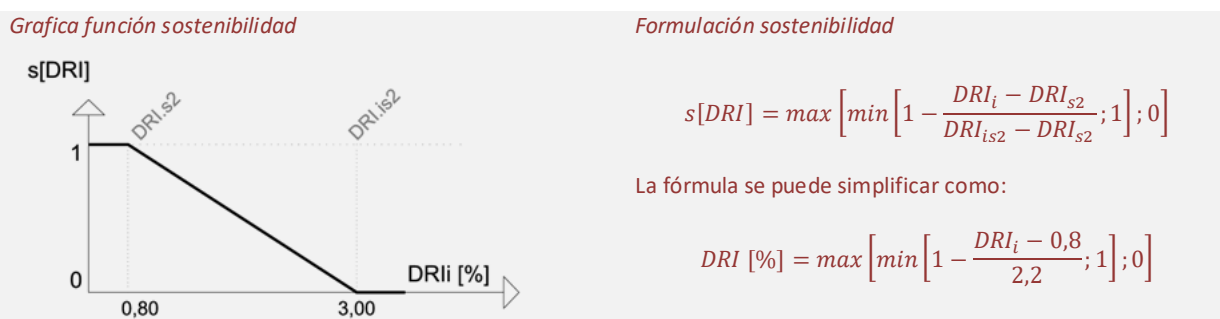 Grafica función sostenibilidad
s[DRI]
DRI.s2
DRI.is2
1
0
DRIi [%]
0,80
3,00
Formulación sostenibilidad
s[DRI] = max [min [1 − (DRI_i − DRI_s2)/(DRI_is2 − DRI_s2) ; 1] ; 0]
La fórmula se puede simplificar como:
DRI [%] = max [min [1 − (DRI_i − 0,8)/2,2 ; 1] ; 0]